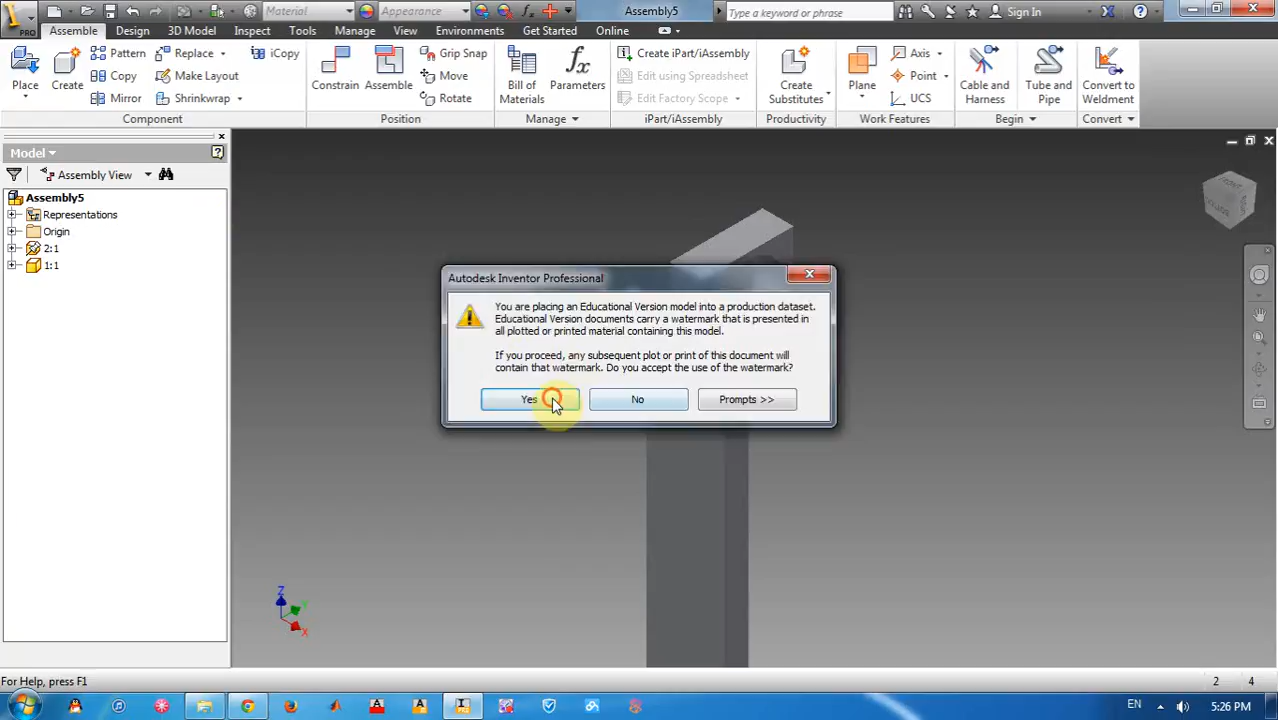 Material
Appearance
Assembly5
Type a keyword or phrase
Sign In
PRO
Assemble
Design
3D Model
Inspect
Tools
Manage
View
Environments
Get Started
Online
Place
Create
Pattern
Copy
Mirror
Replace
Make Layout
Shrinkwrap
iCopy
Constrain
Assemble
Grip Snap
Move
Rotate
Bill of
Materials
Parameters
Create iPart/iAssembly
Edit using Spreadsheet
Edit Factory Scope
Create
Substitutes
Plane
Axis
Point
UCS
Cable and
Harness
Tube and
Pipe
Convert to
Weldment
Component
Position
Manage
iPart/iAssembly
Productivity
Work Features
Begin
Convert
Model
Assembly View
Assembly5
Representations
Origin
2:1
1:1
FRONT
Autodesk Inventor Professional
You are placing an Educational Version model into a production dataset.
Educational Version documents carry a watermark that is presented in
all plotted or printed material containing this model.
If you proceed, any subsequent plot or print of this document will
contain that watermark. Do you accept the use of the watermark?
Yes
No
Prompts >>
Z
Y
X
For Help, press F1
2
4
EN
5:26 PM